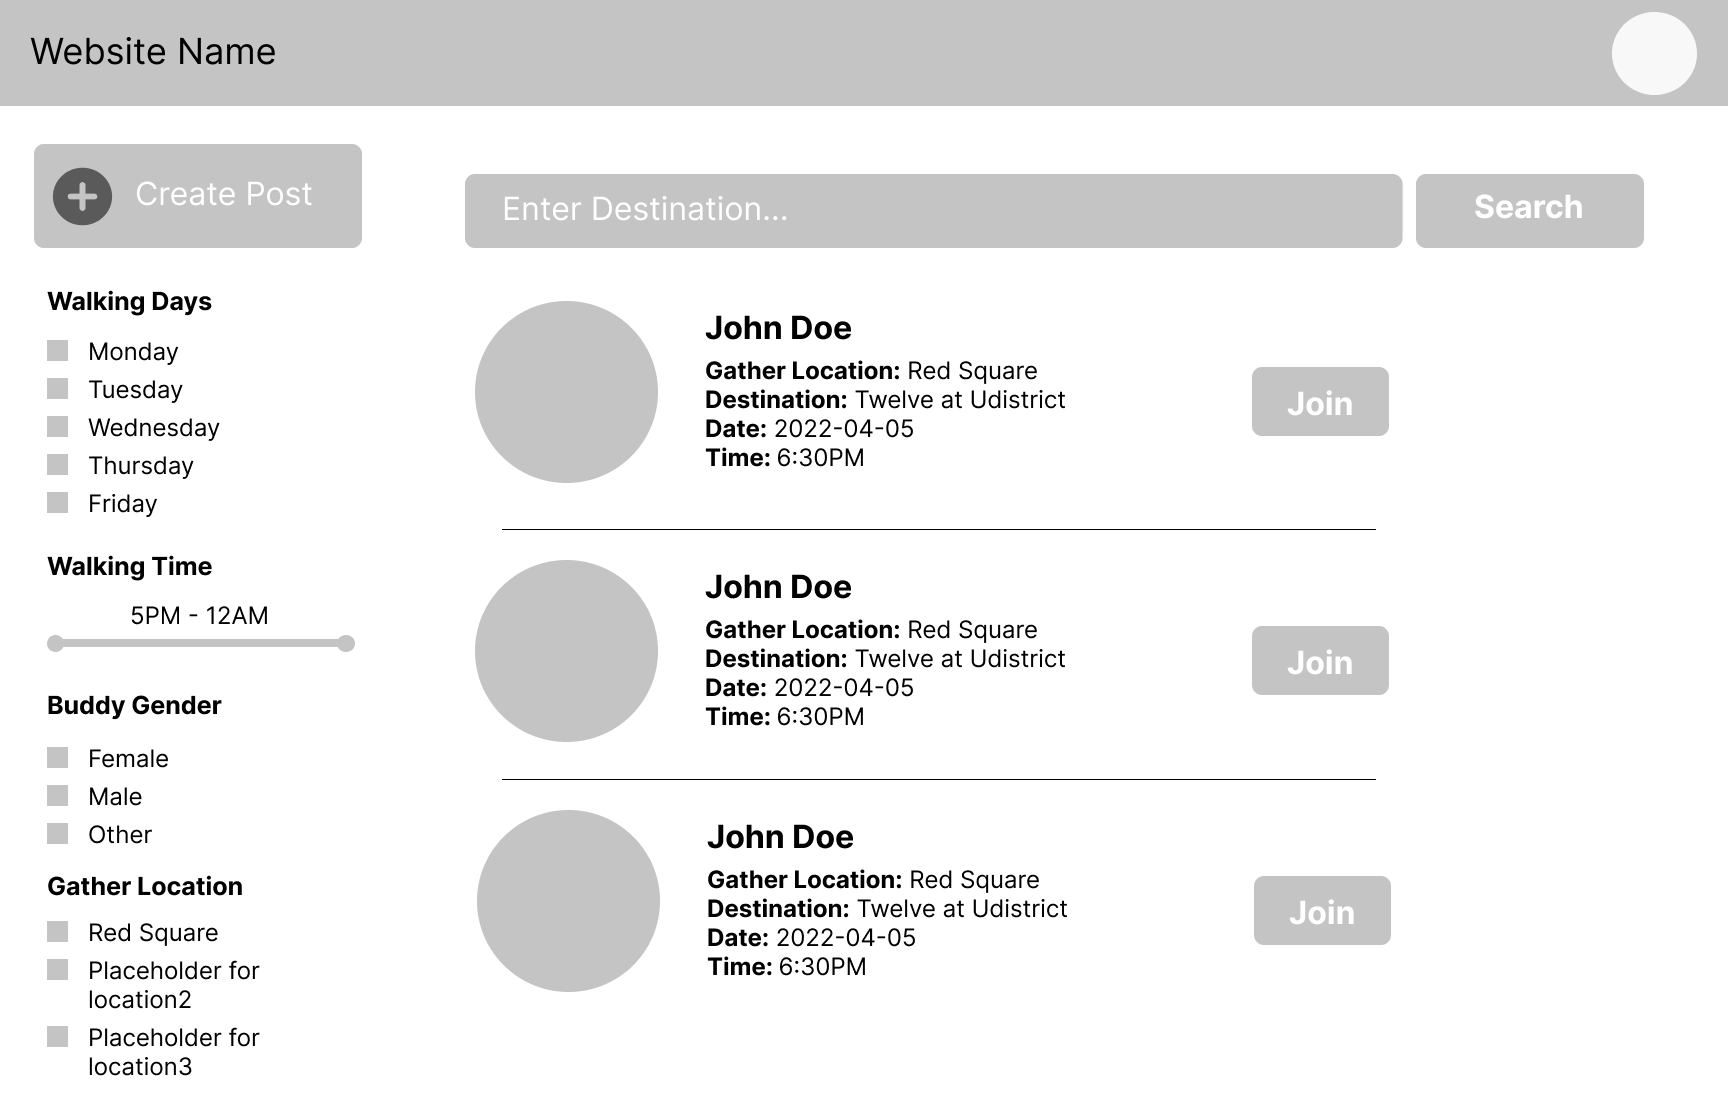 Website Name
Create Post
Enter Destination...
Search
Walking Days
Monday
Tuesday
Wednesday
Thursday
Friday
Walking Time
5PM - 12AM
Buddy Gender
Female
Male
Other
Gather Location
Red Square
Placeholder for
location2
Placeholder for
location3
John Doe
Gather Location: Red Square
Destination: Twelve at Udistrict
Date: 2022-04-05
Time: 6:30PM
Join
John Doe
Gather Location: Red Square
Destination: Twelve at Udistrict
Date: 2022-04-05
Time: 6:30PM
Join
John Doe
Gather Location: Red Square
Destination: Twelve at Udistrict
Date: 2022-04-05
Time: 6:30PM
Join